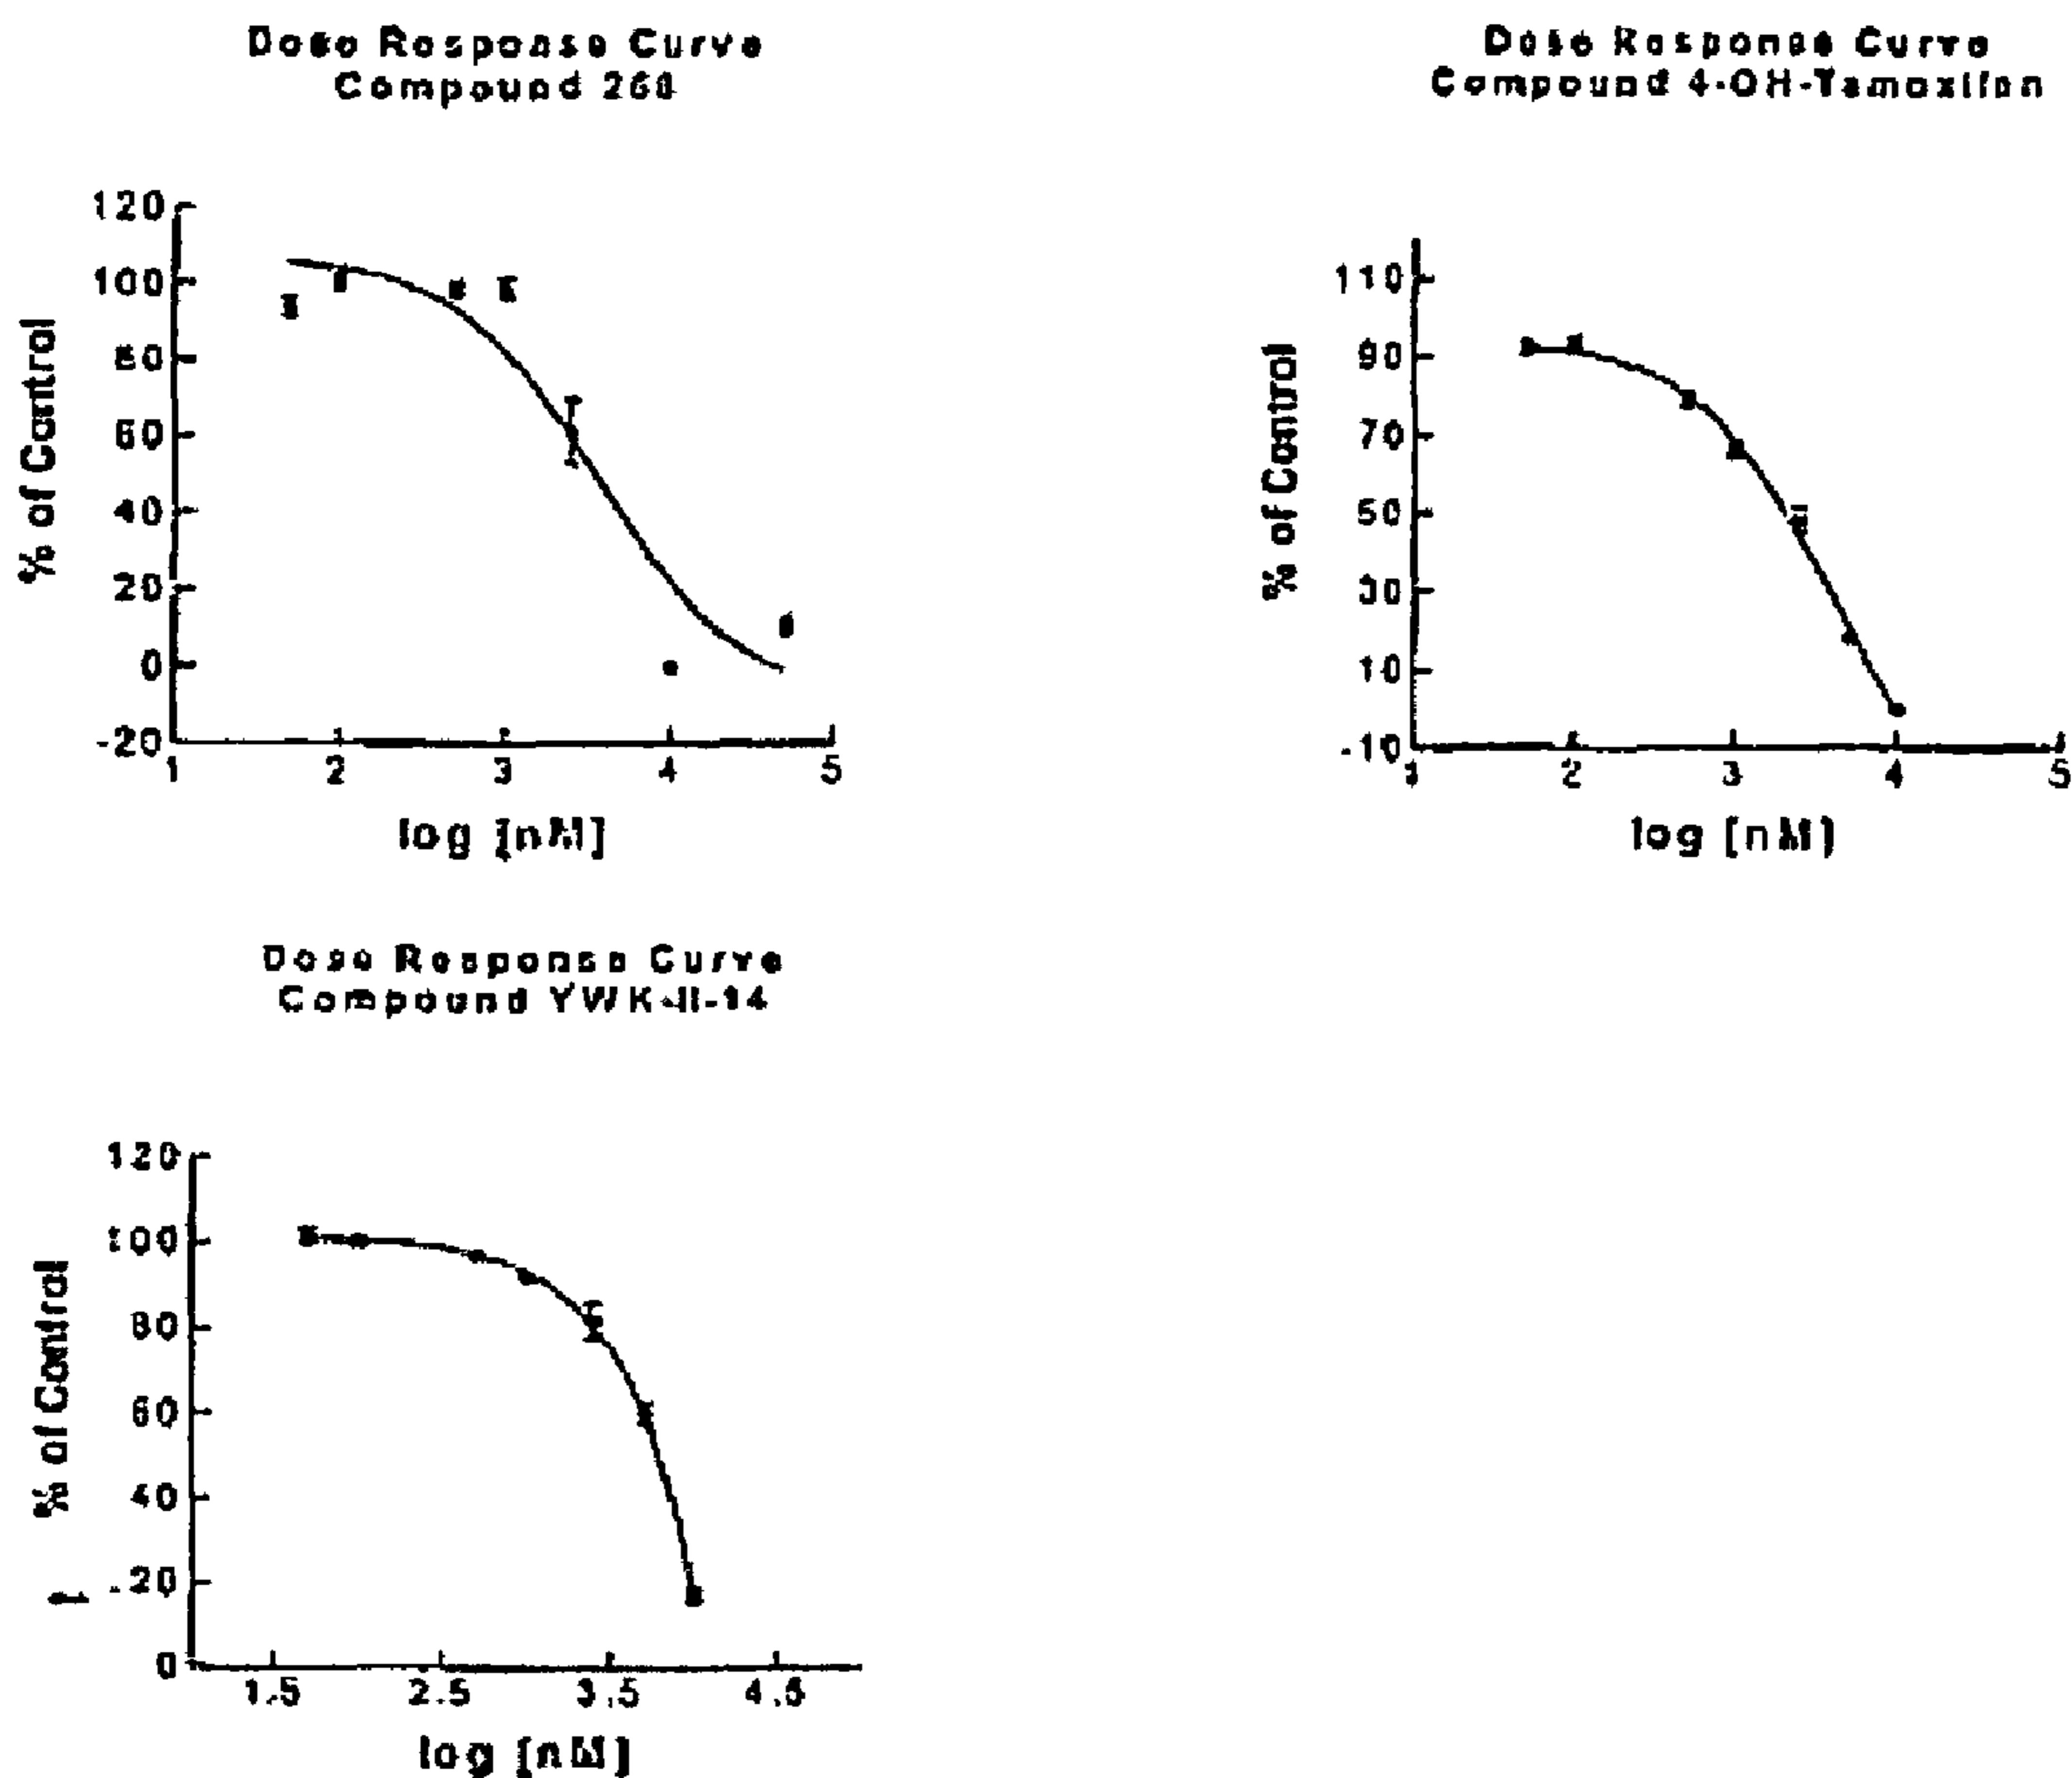 Dose Response Curve
Compound 260
120
100
80
60
40
20
0
-20
1 2 3 4 5
% of Control
log [nM]
Dose Response Curve
Compound 4-OH-Tamoxifen
110
90
70
50
30
10
-10
1 2 3 4 5
% of Control
log [nM]
Dose Response Curve
Compound YWK-II-14
120
100
80
60
40
20
0
1.5 2.5 3.5 4.5
% of Control
log [nM]